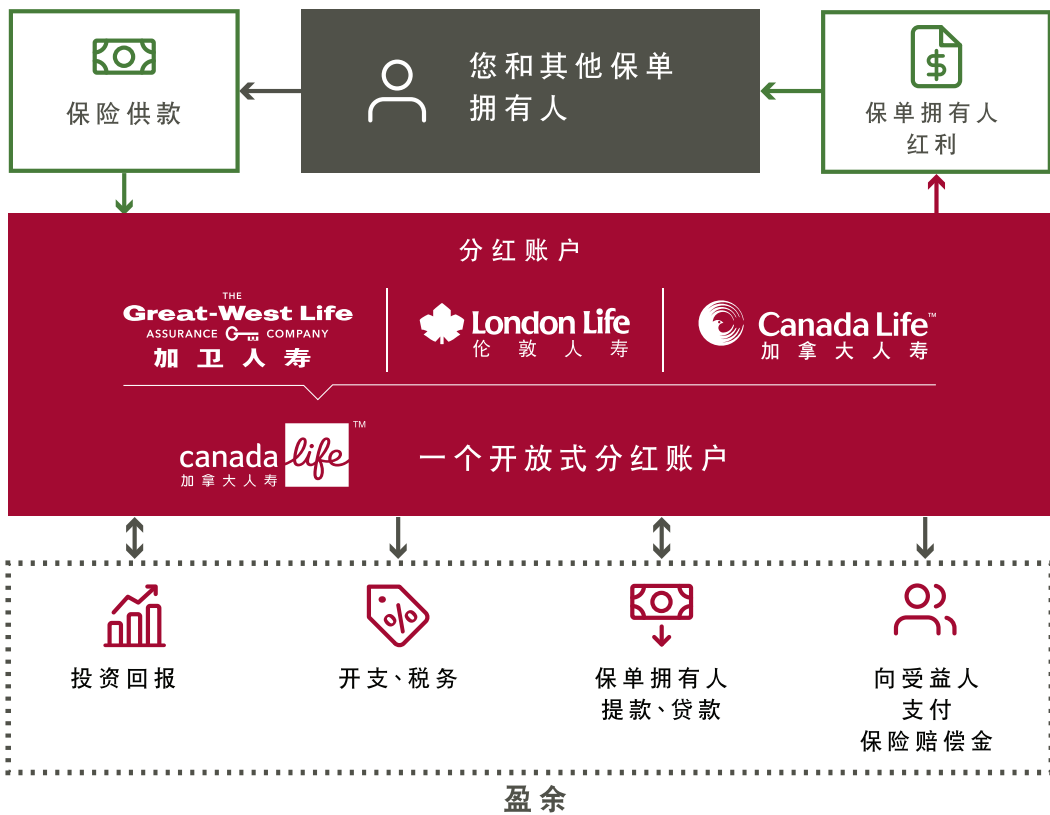 保险供款
您和其他保单
拥有人
保单拥有人
红利
分红账户
THE
Great-West Life
ASSURANCE COMPANY
加卫人寿
London Life
伦敦人寿
Canada Life™
加拿大人寿
canada life™
加拿大人寿
一个开放式分红账户
投资回报
开支、税务
保单拥有人
提款、贷款
向受益人
支付
保险赔偿金
盈余